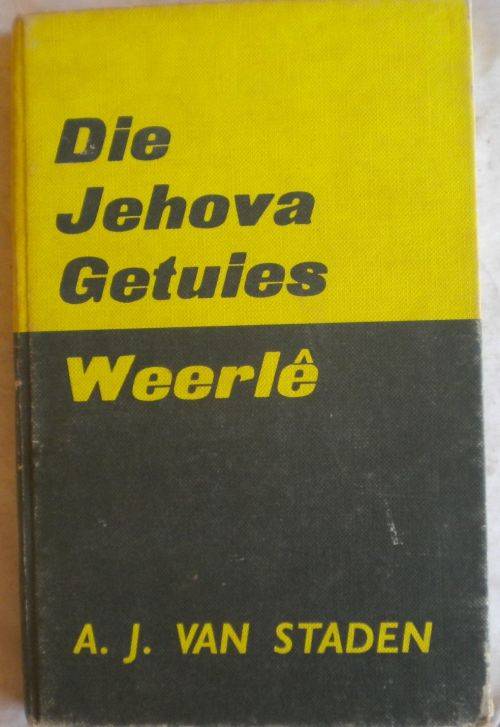 Die
Jehova
Getuies
Weerlê
A. J. VAN STADEN